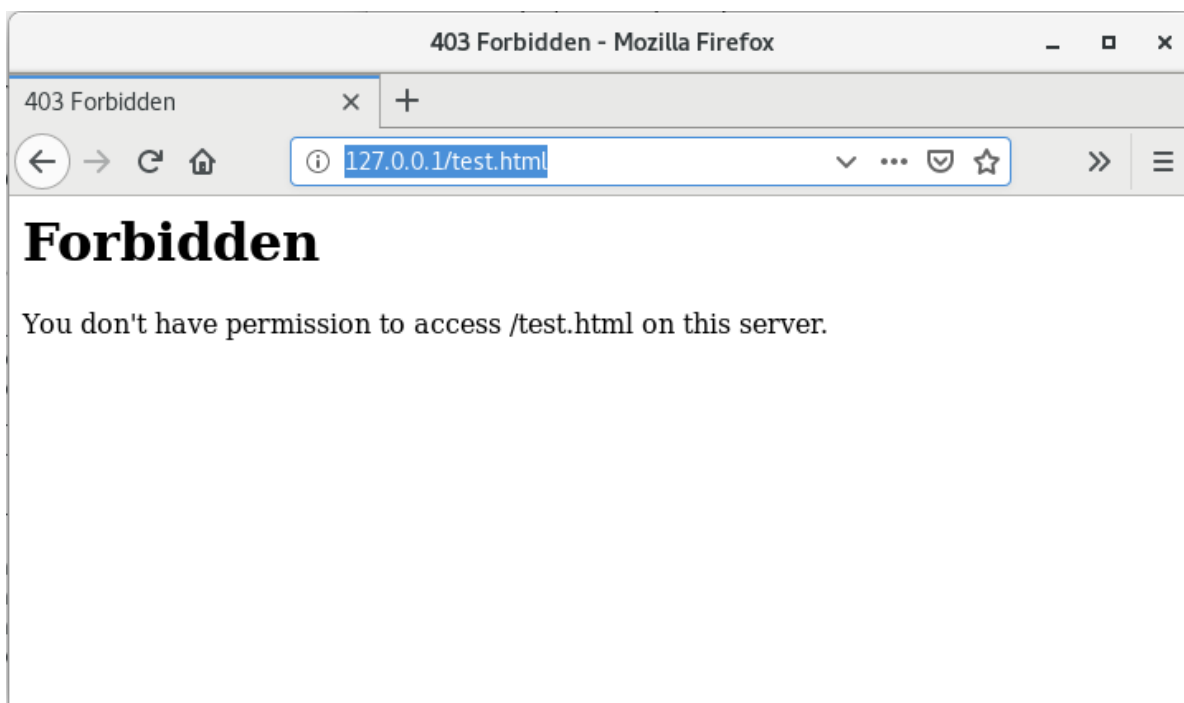 403 Forbidden - Mozilla Firefox
403 Forbidden
127.0.0.1/test.html
Forbidden
You don't have permission to access /test.html on this server.